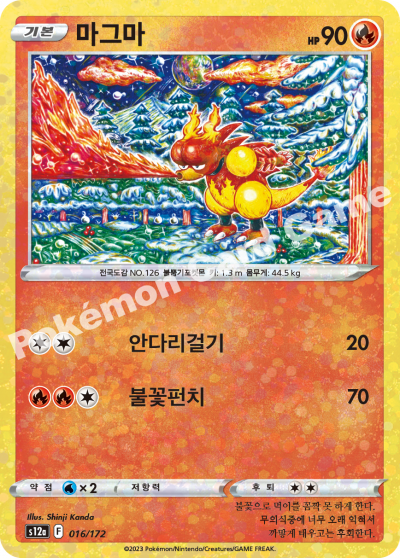 기본 마그마 HP 90
전국도감 NO.126 불뿜기포켓몬 키: 1.3 m 몸무게: 44.5 kg
안다리걸기 20
불꽃펀치 70
약점 ×2 저항력 후퇴
Illus. Shinji Kanda
s12a F 016/172
불꽃으로 먹이를 꼼짝 못 하게 한다.
무의식중에 너무 오래 익혀서
까맣게 태워버려 후회한다.
©2023 Pokémon/Nintendo/Creatures/GAME FREAK.
Pokémon Card Game